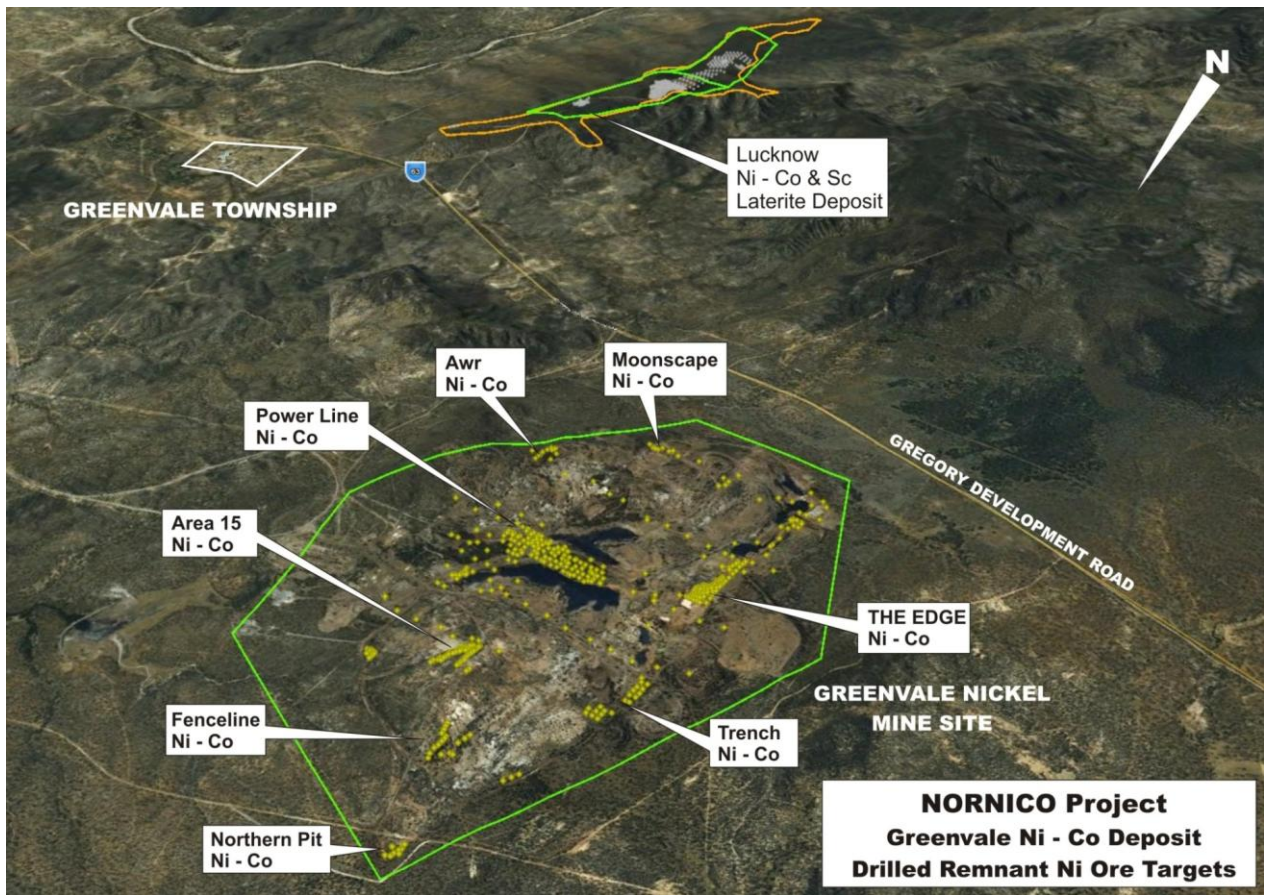 N
Lucknow
Ni - Co & Sc
Laterite Deposit
63
GREENVALE TOWNSHIP
Awr
Ni - Co
Moonscape
Ni - Co
Power Line
Ni - Co
GREGORY DEVELOPMENT ROAD
Area 15
Ni - Co
THE EDGE
Ni - Co
GREENVALE NICKEL
MINE SITE
Fenceline
Ni - Co
Trench
Ni - Co
Northern Pit
Ni - Co
NORNICO Project
Greenvale Ni - Co Deposit
Drilled Remnant Ni Ore Targets